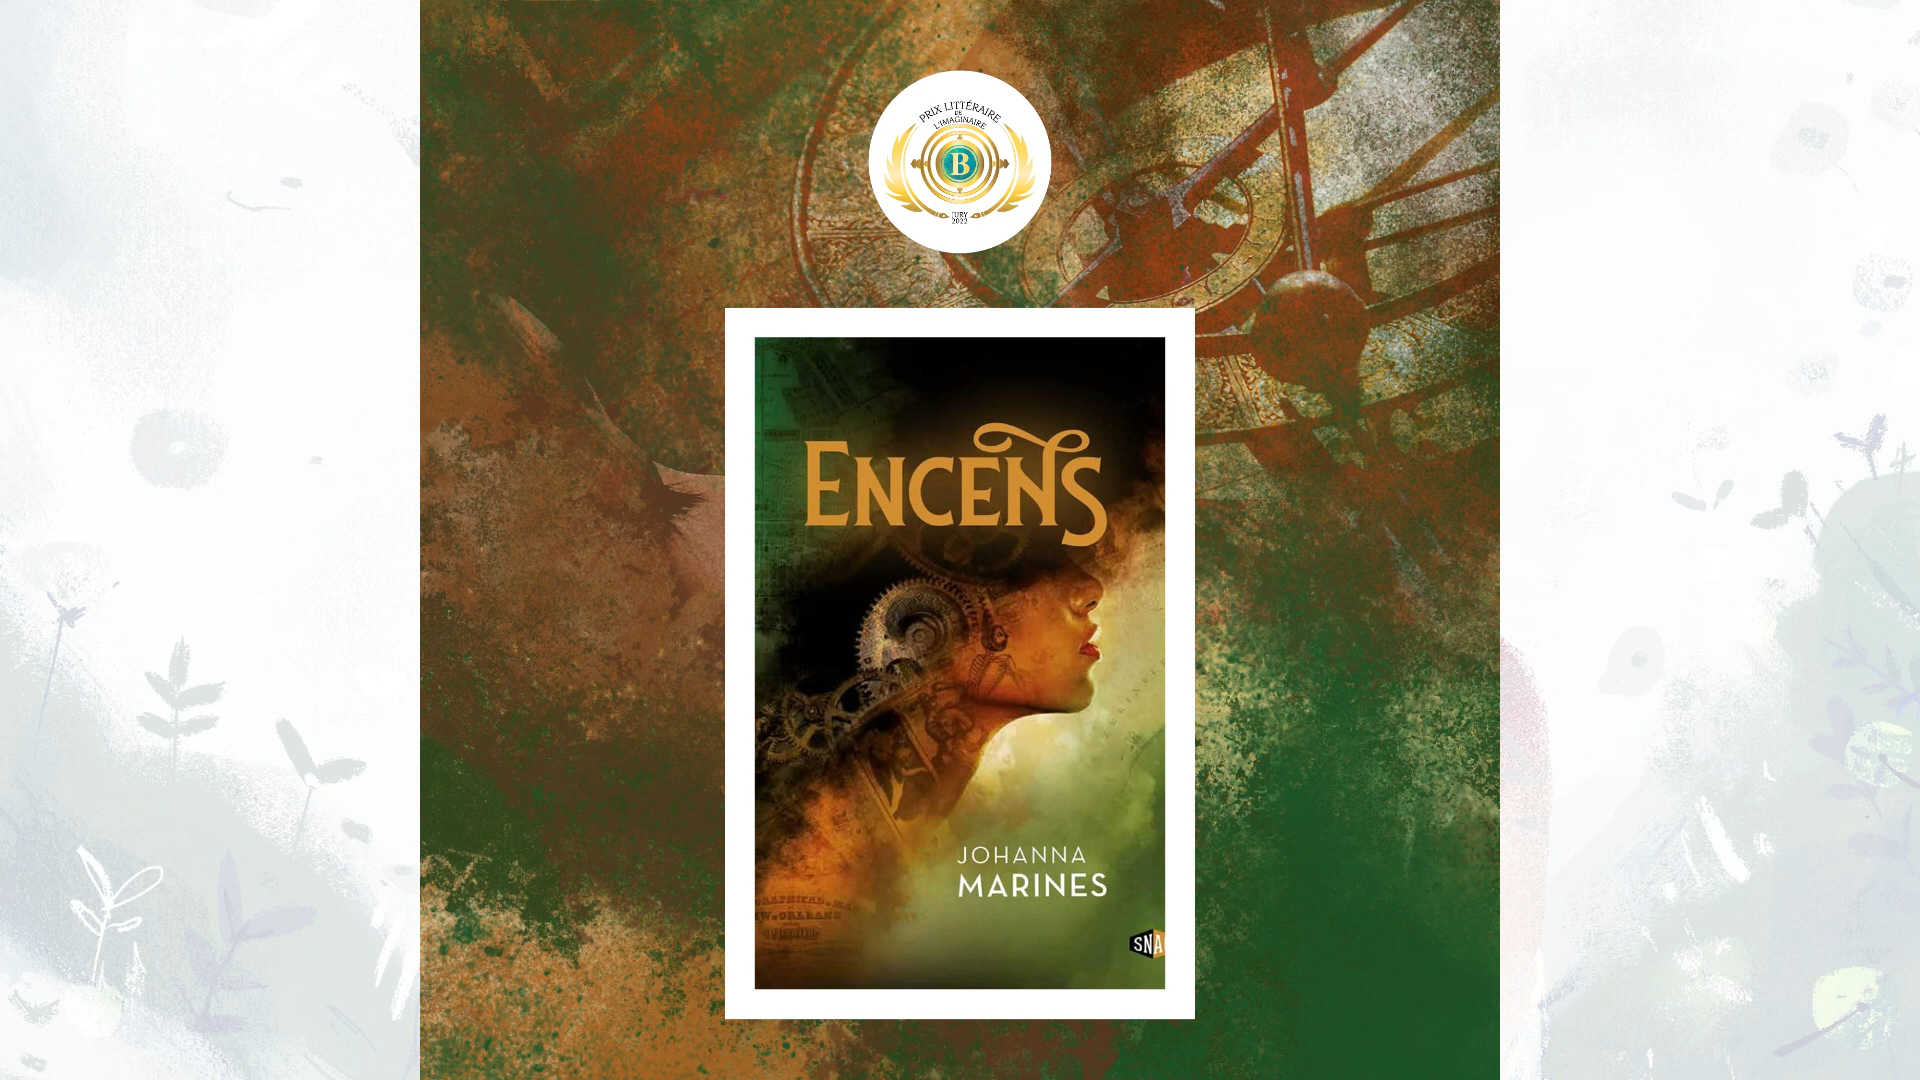 PRIX LITTÉRAIRE
DE
L'IMAGINAIRE
B
JURY
2022
ENCENS
JOHANNA
MARINES
SNA